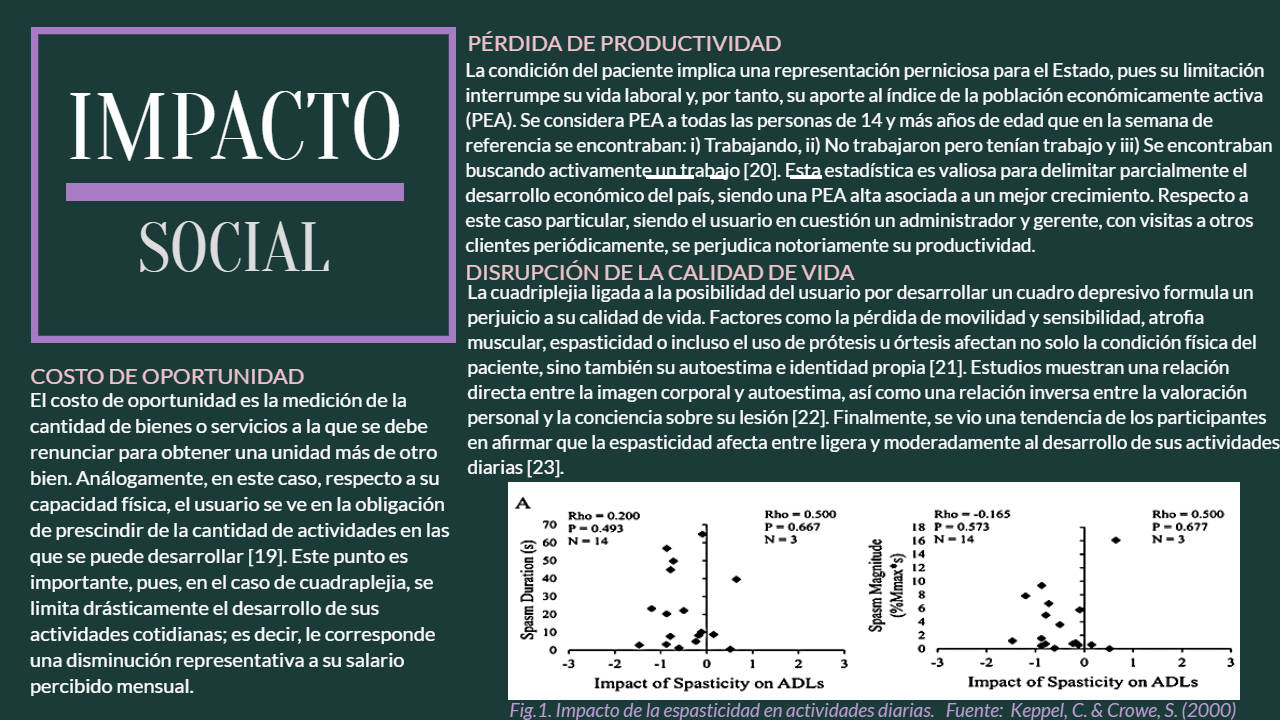 IMPACTO
SOCIAL
COSTO DE OPORTUNIDAD
El costo de oportunidad es la medición de la
cantidad de bienes o servicios a la que se debe
renunciar para obtener una unidad más de otro
bien. Análogamente, en este caso, respecto a su
capacidad física, el usuario se ve en la obligación
de prescindir de la cantidad de actividades en las
que se puede desarrollar [19]. Este punto es
importante, pues, en el caso de cuadraplejia, se
limita drásticamente el desarrollo de sus
actividades cotidianas; es decir, le corresponde
una disminución representativa a su salario
percibido mensual.
PÉRDIDA DE PRODUCTIVIDAD
La condición del paciente implica una representación perniciosa para el Estado, pues su limitación
interrumpe su vida laboral y, por tanto, su aporte al índice de la población económicamente activa
(PEA). Se considera PEA a todas las personas de 14 y más años de edad que en la semana de
referencia se encontraban: i) Trabajando, ii) No trabajaron pero tenían trabajo y iii) Se encontraban
buscando activamente un trabajo [20]. Esta estadística es valiosa para delimitar parcialmente el
desarrollo económico del país, siendo una PEA alta asociada a un mejor crecimiento. Respecto a
este caso particular, siendo el usuario en cuestión un administrador y gerente, con visitas a otros
clientes periódicamente, se perjudica notoriamente su productividad.
DISRUPCIÓN DE LA CALIDAD DE VIDA
La cuadriplejia ligada a la posibilidad del usuario por desarrollar un cuadro depresivo formula un
perjuicio a su calidad de vida. Factores como la pérdida de movilidad y sensibilidad, atrofia
muscular, espasticidad o incluso el uso de prótesis u órtesis afectan no solo la condición física del
paciente, sino también su autoestima e identidad propia [21]. Estudios muestran una relación
directa entre la imagen corporal y autoestima, así como una relación inversa entre la valoración
personal y la conciencia sobre su lesión [22]. Finalmente, se vio una tendencia de los participantes
en afirmar que la espasticidad afecta entre ligera y moderadamente al desarrollo de sus actividades
diarias [23].
A
Rho = 0.200
P = 0.493
N = 14
Rho = 0.500
P = 0.667
N = 3
70
60
50
40
30
20
10
0
Spasm Duration (s)
-3 -2 -1 0 1 2 3
Impact of Spasticity on ADLs
Rho = -0.165
P = 0.573
N = 14
Rho = 0.500
P = 0.677
N = 3
18
16
14
12
10
8
6
4
2
0
Spasm Magnitude
(%Mmax*s)
-3 -2 -1 0 1 2 3
Impact of Spasticity on ADLs
Fig.1. Impacto de la espasticidad en actividades diarias. Fuente: Keppel, C. & Crowe, S. (2000)